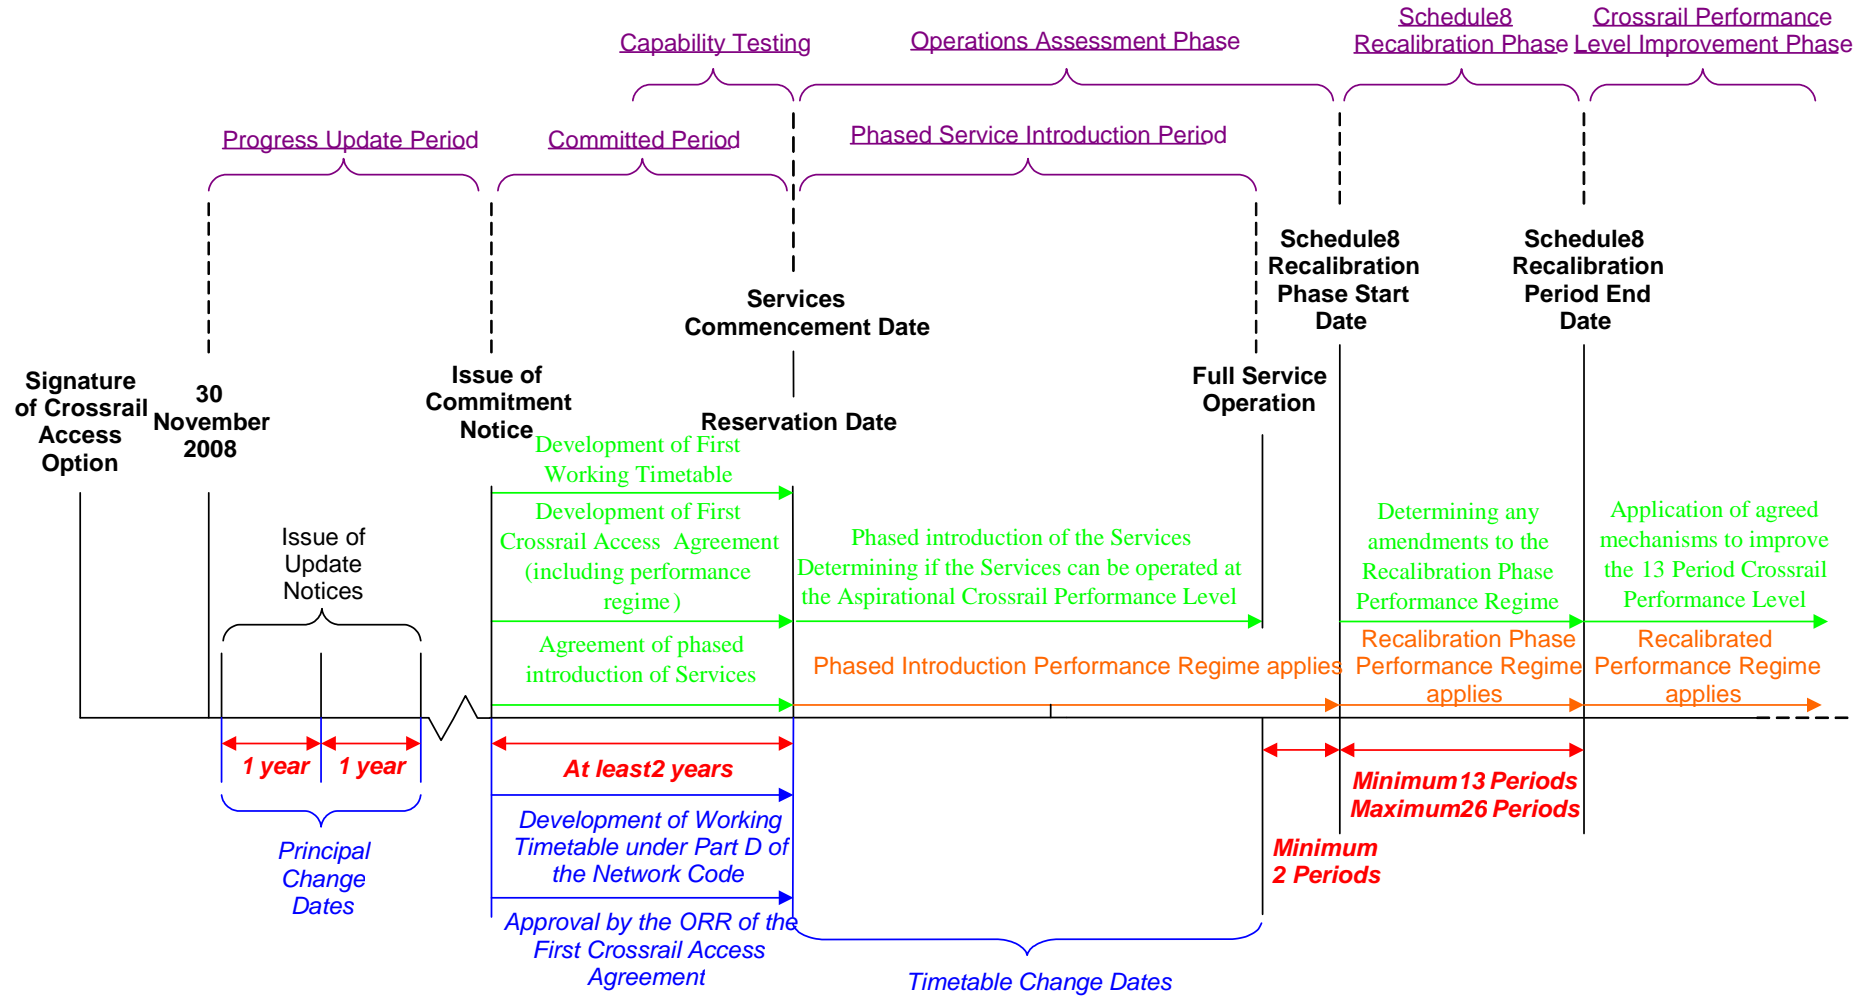 Schedule8
Recalibration Phase
Crossrail Performance
Level Improvement Phase
Capability Testing
Operations Assessment Phase
Progress Update Period
Committed Period
Phased Service Introduction Period
Schedule8
Recalibration
Phase Start
Date
Schedule8
Recalibration
Period End
Date
Services
Commencement Date
Signature
of Crossrail
Access
Option
30
November
2008
Issue of
Commitment
Notice
Reservation Date
Full Service
Operation
Development of First
Working Timetable
Issue of
Update
Notices
Development of First
Crossrail Access Agreement
(including performance
regime)
Phased introduction of the Services
Determining if the Services can be operated at
the Aspirational Crossrail Performance Level
Determining any
amendments to the
Recalibration Phase
Performance Regime
Application of agreed
mechanisms to improve
the 13 Period Crossrail
Performance Level
Agreement of phased
introduction of Services
Phased Introduction Performance Regime applies
Recalibration Phase
Performance Regime
applies
Recalibrated
Performance Regime
applies
1 year
1 year
At least2 years
Minimum13 Periods
Maximum26 Periods
Minimum
2 Periods
Principal
Change
Dates
Development of Working
Timetable under Part D of
the Network Code
Approval by the ORR of the
First Crossrail Access
Agreement
Timetable Change Dates